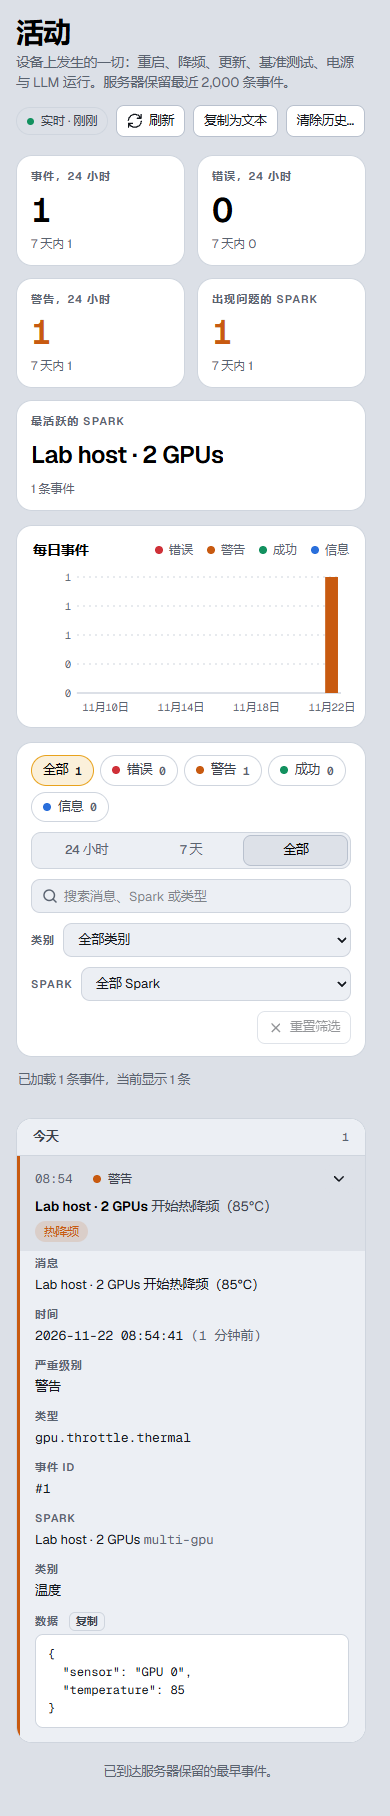 活动
设备上发生的一切：重启、降频、更新、基准测试、电源
与 LLM 运行。服务器保留最近 2,000 条事件。
实时 · 刚刚
刷新
复制为文本
清除历史…
事件，24 小时
1
7 天内 1
错误，24 小时
0
7 天内 0
警告，24 小时
1
7 天内 1
出现问题的 SPARK
1
7 天内 1
最活跃的 SPARK
Lab host · 2 GPUs
1 条事件
每日事件
错误
警告
成功
信息
1
1
1
0
0
11月10日
11月14日
11月18日
11月22日
全部 1
错误 0
警告 1
成功 0
信息 0
24 小时
7 天
全部
搜索消息、Spark 或类型
类别
全部类别
SPARK
全部 Spark
重置筛选
已加载 1 条事件，当前显示 1 条
今天
1
08:54
警告
Lab host · 2 GPUs 开始热降频（85°C）
热降频
消息
Lab host · 2 GPUs 开始热降频（85°C）
时间
2026-11-22 08:54:41 (1 分钟前)
严重级别
警告
类型
gpu.throttle.thermal
事件 ID
#1
SPARK
Lab host · 2 GPUs multi-gpu
类别
温度
数据
复制
{
"sensor": "GPU 0",
"temperature": 85
}
已到达服务器保留的最早事件。